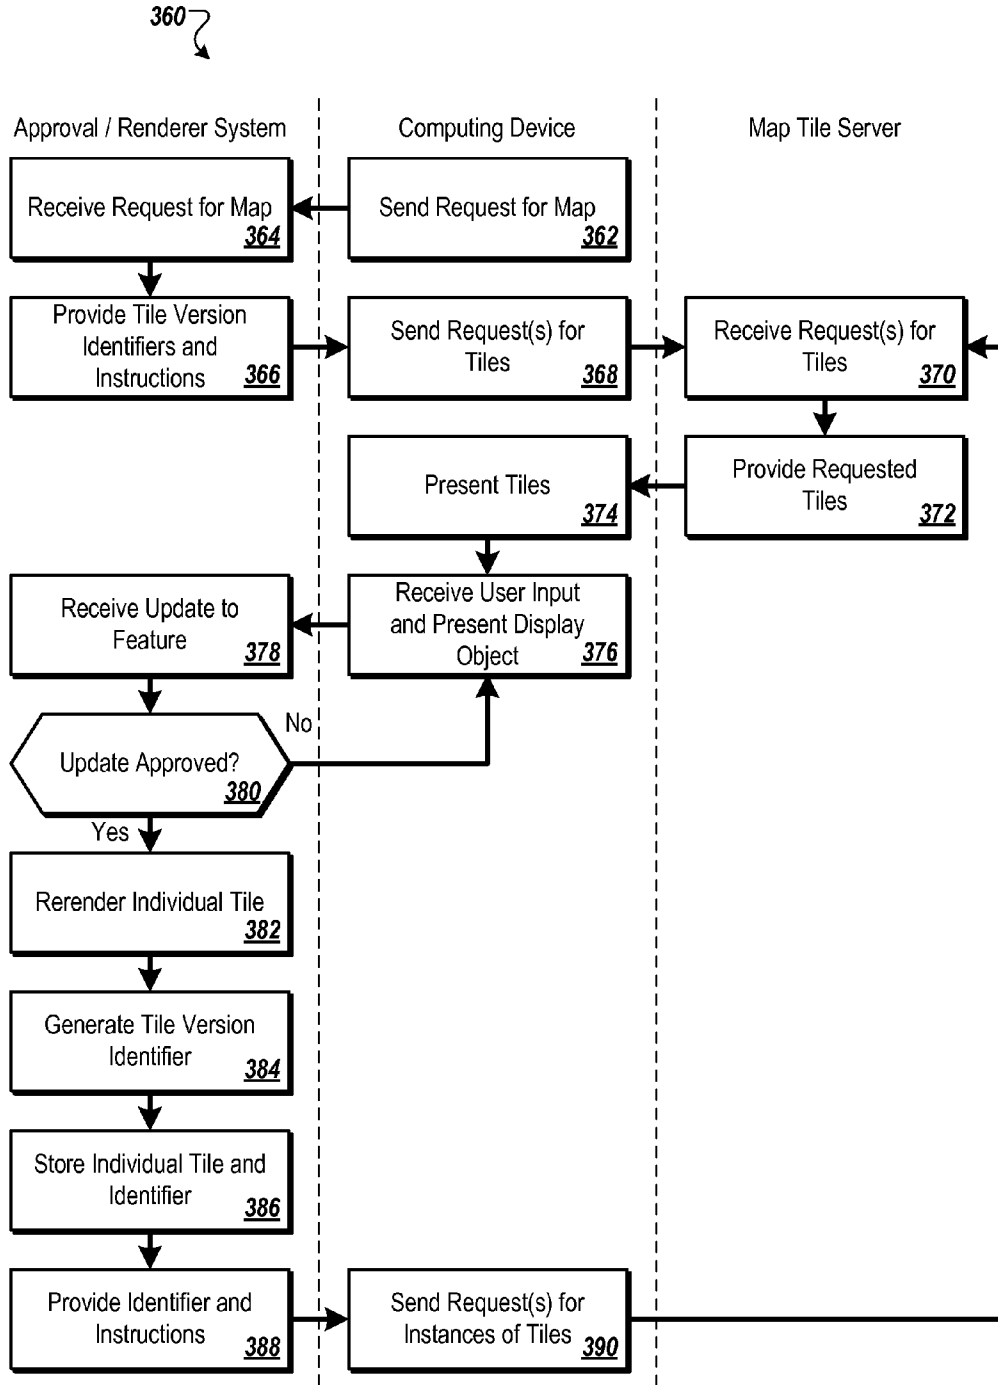 360
Approval / Renderer System
Computing Device
Map Tile Server
Receive Request for Map
364
Send Request for Map
362
Provide Tile Version
Identifiers and
Instructions
366
Send Request(s) for
Tiles
368
Receive Request(s) for
Tiles
370
Present Tiles
374
Provide Requested
Tiles
372
Receive Update to
Feature
378
Receive User Input
and Present Display
Object
376
Update Approved?
380
No
Yes
Rerender Individual Tile
382
Generate Tile Version
Identifier
384
Store Individual Tile and
Identifier
386
Provide Identifier and
Instructions
388
Send Request(s) for
Instances of Tiles
390